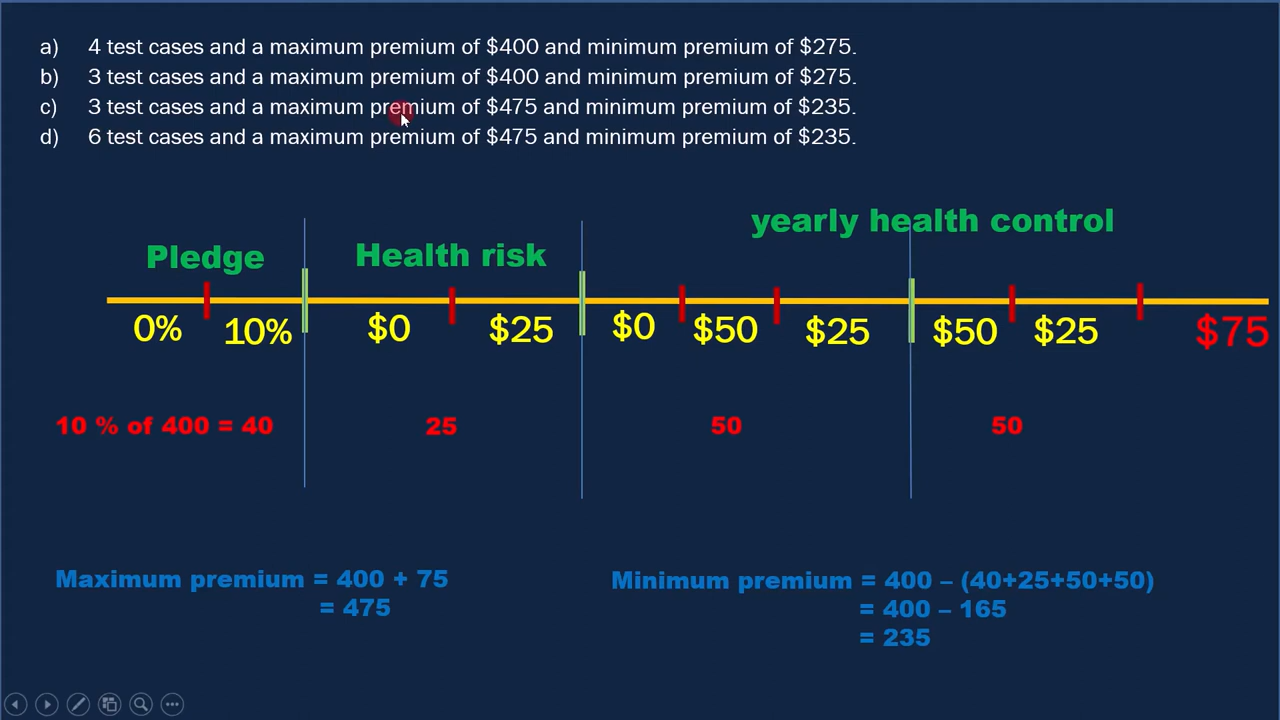 a) 4 test cases and a maximum premium of $400 and minimum premium of $275.
b) 3 test cases and a maximum premium of $400 and minimum premium of $275.
c) 3 test cases and a maximum premium of $475 and minimum premium of $235.
d) 6 test cases and a maximum premium of $475 and minimum premium of $235.
yearly health control
Pledge Health risk
0% 10% $0 $25 $0 $50 $25 $50 $25 $75
10 % of 400 = 40 25 50 50
Maximum premium = 400 + 75
= 475
Minimum premium = 400 – (40+25+50+50)
= 400 – 165
= 235